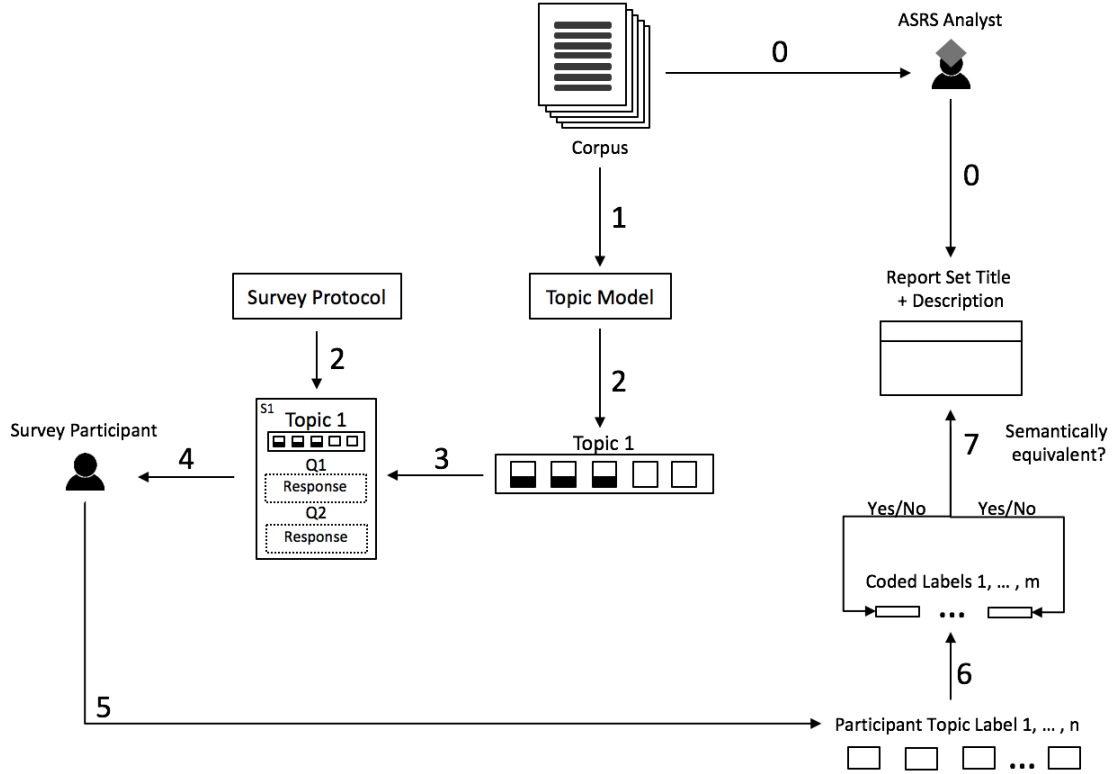 ASRS Analyst
0
Corpus
0
1
Report Set Title
+ Description
Survey Protocol
Topic Model
2
2
S1
Topic 1
Q1
Response
Q2
Response
Topic 1
3
Survey Participant
4
7
Semantically
equivalent?
Yes/No
Yes/No
Coded Labels 1, ... , m
...
6
5
Participant Topic Label 1, ... , n
...